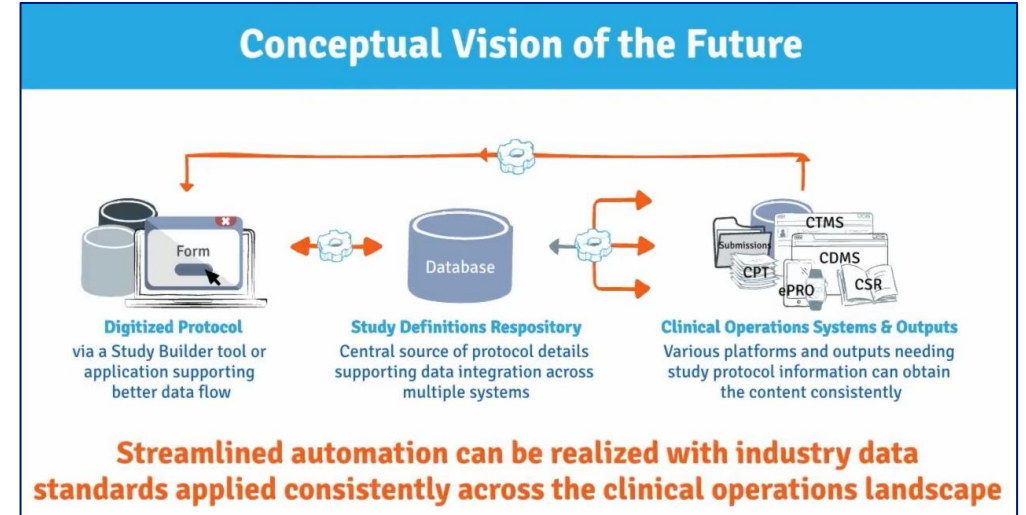 Conceptual Vision of the Future
Form
Database
Submissions
CPT
CTMS
CDMS
ePRO
CSR
Digitized Protocol
via a Study Builder tool or
application supporting
better data flow
Study Definitions Respository
Central source of protocol details
supporting data integration across
multiple systems
Clinical Operations Systems & Outputs
Various platforms and outputs needing
study protocol information can obtain
the content consistently
Streamlined automation can be realized with industry data
standards applied consistently across the clinical operations landscape